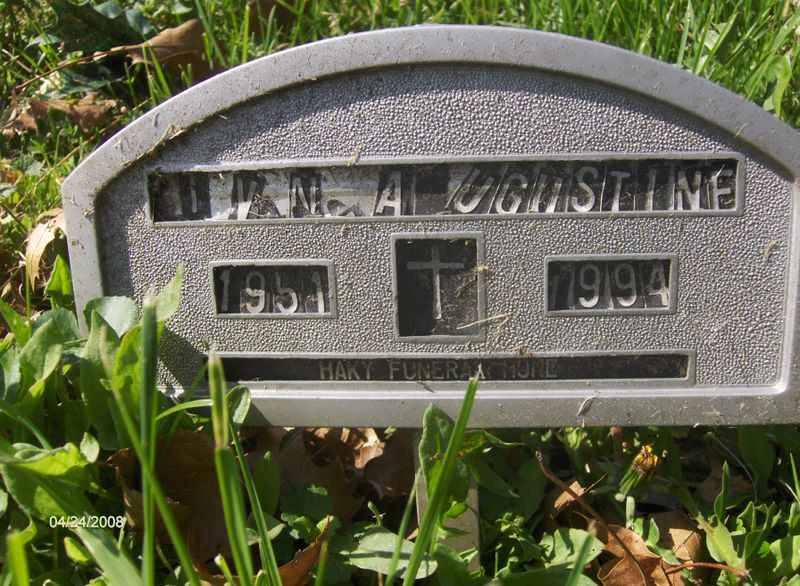 AUGUSTINE
1951 1994
HAKY FUNERAL HOME
04/24/2008